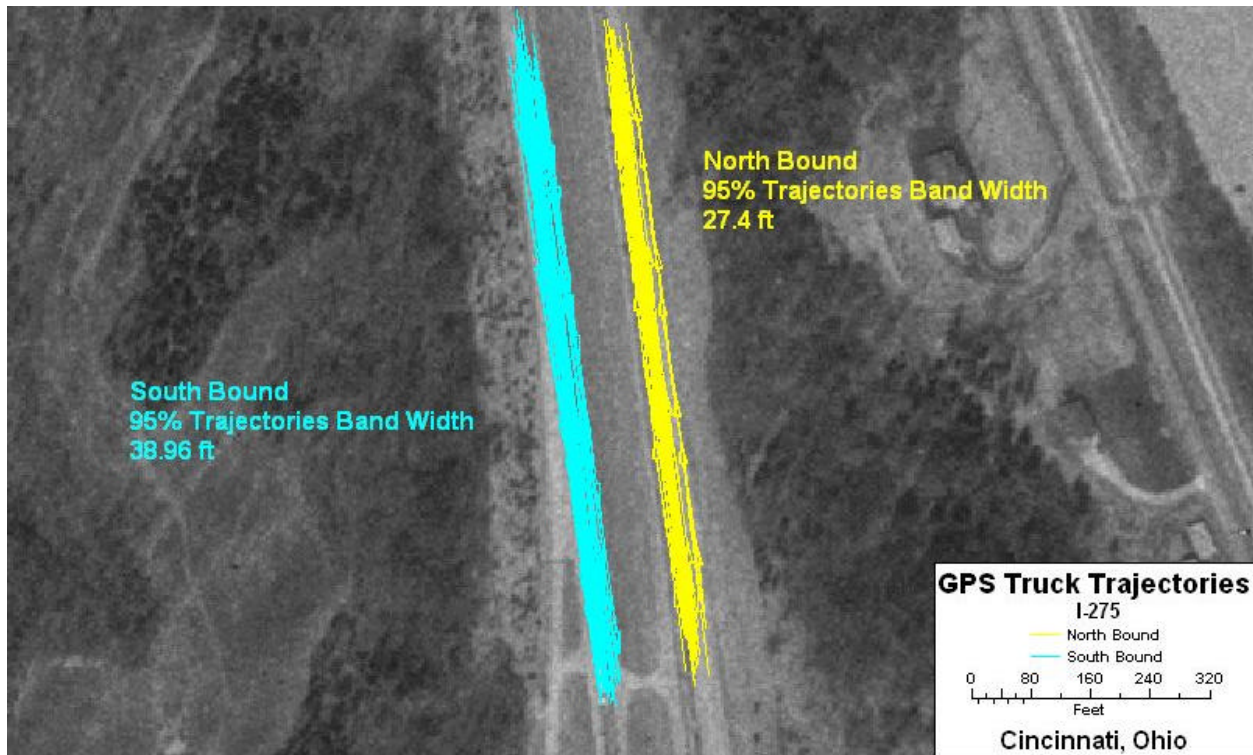 North Bound
95% Trajectories Band Width
27.4 ft
South Bound
95% Trajectories Band Width
38.96 ft
GPS Truck Trajectories
I-275
North Bound
South Bound
0 80 160 240 320
Feet
Cincinnati, Ohio